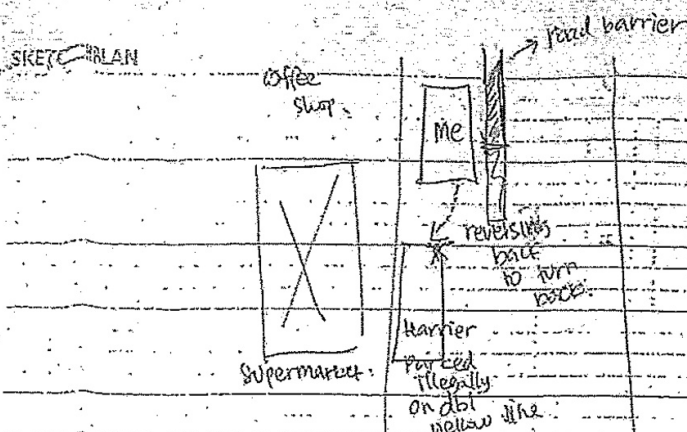 road barrier
SKETCH PLAN
coffee
shop.
Me
reversing
back
to turn
back.
Harrier
Parked
illegally
on dbl
yellow line
Supermarket.